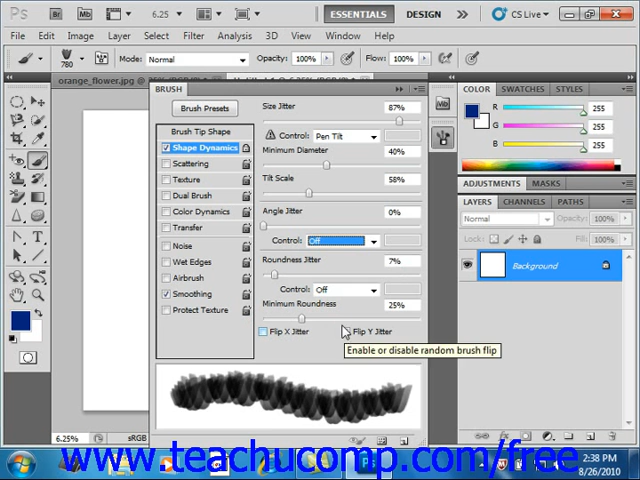 Ps Br Mb 6.25 ESSENTIALS DESIGN CS Live
File Edit Image Layer Select Filter Analysis 3D View Window Help
780 Mode: Normal Opacity: 100% Flow: 100%
orange_flower.jpg
BRUSH
Brush Presets
Brush Tip Shape
Shape Dynamics
Scattering
Texture
Dual Brush
Color Dynamics
Transfer
Noise
Wet Edges
Airbrush
Smoothing
Protect Texture
Size Jitter 87%
Control: Pen Tilt
Minimum Diameter 40%
Tilt Scale 58%
Angle Jitter 0%
Control: Off
Roundness Jitter 7%
Control: Off
Minimum Roundness 25%
Flip X Jitter Flip Y Jitter
Enable or disable random brush flip
COLOR SWATCHES STYLES
R 255
G 255
B 255
ADJUSTMENTS MASKS
LAYERS CHANNELS PATHS
Normal Opacity: 100%
Lock: Fill: 100%
Background
6.25% sRGB
www.teachucomp.com/free
2:38 PM
8/26/2010